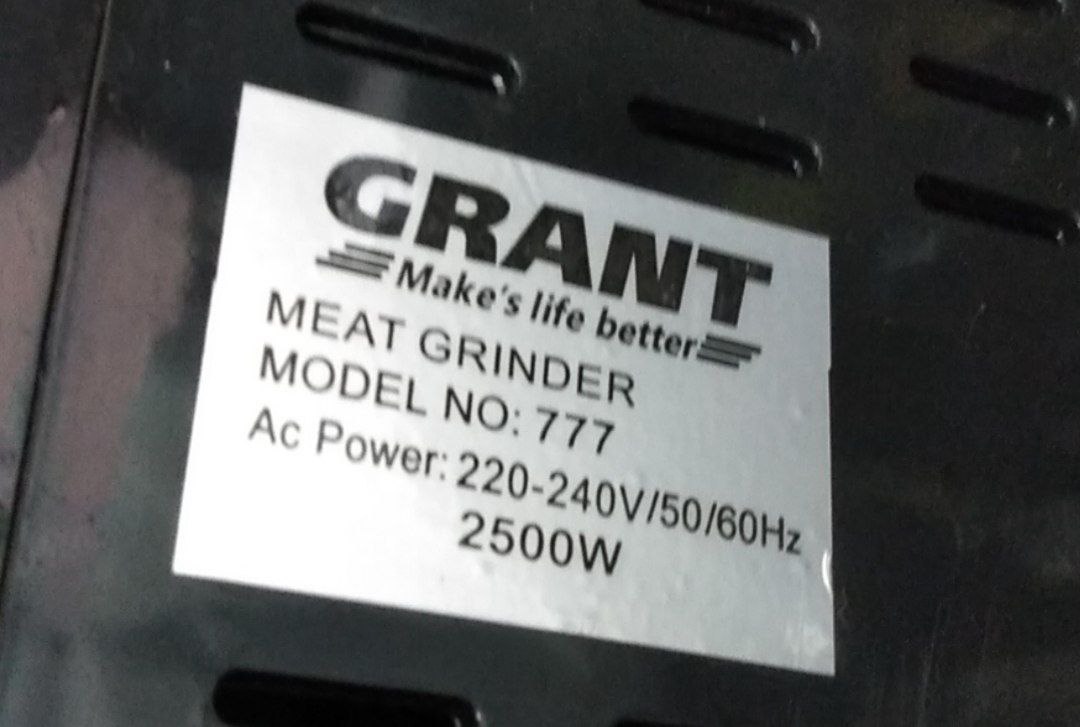 GRANT
Make's life better
MEAT GRINDER
MODEL NO: 777
Ac Power: 220-240V/50/60Hz
2500W